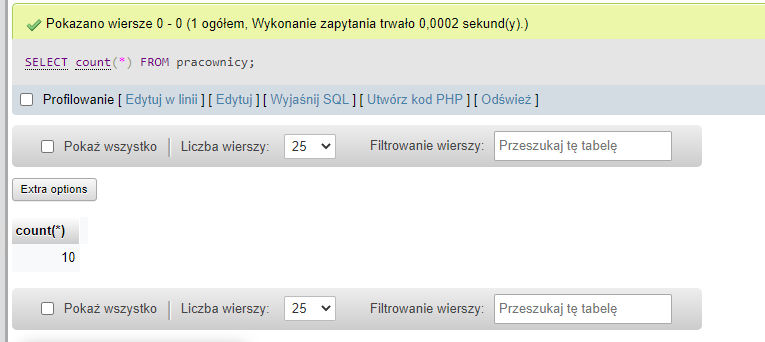 Pokazano wiersze 0 - 0 (1 ogółem, Wykonanie zapytania trwało 0,0002 sekund(y).)
SELECT count(*) FROM pracownicy;
Profilowanie [ Edytuj w linii ] [ Edytuj ] [ Wyjaśnij SQL ] [ Utwórz kod PHP ] [ Odśwież ]
Pokaż wszystko Liczba wierszy: 25 Filtrowanie wierszy: Przeszukaj tę tabelę
Extra options
count(*)
10
Pokaż wszystko Liczba wierszy: 25 Filtrowanie wierszy: Przeszukaj tę tabelę